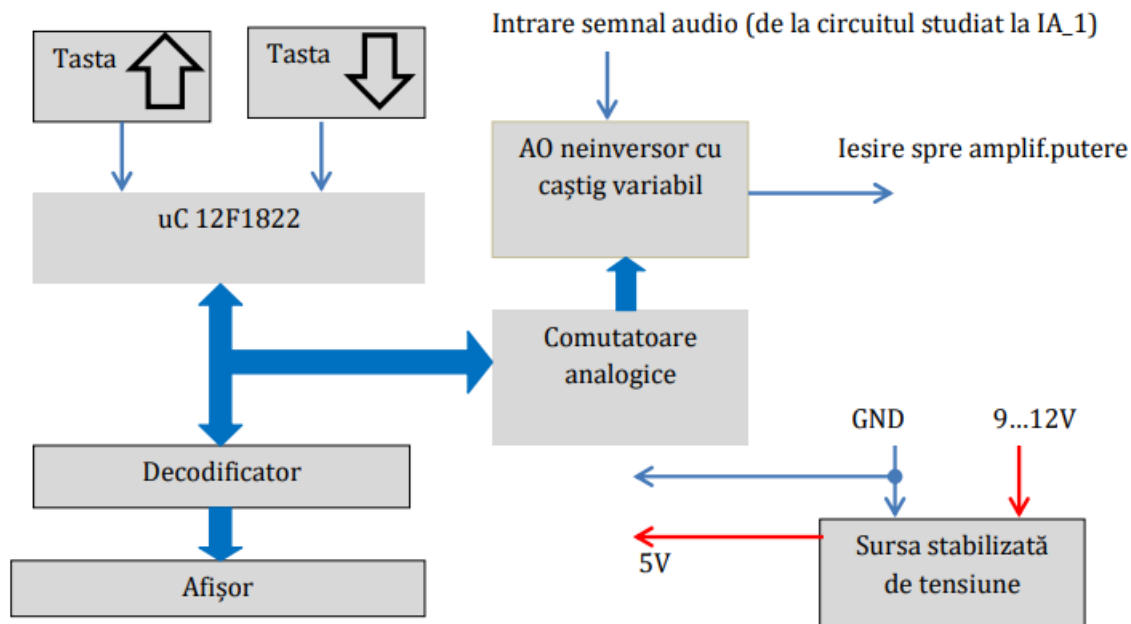 Intrare semnal audio (de la circuitul studiat la IA_1)
Tasta
Tasta
AO neinversor cu
caștig variabil
Iesire spre amplif.putere
uC 12F1822
Comutatoare
analogice
GND
9...12V
Decodificator
5V
Sursa stabilizată
de tensiune
Afișor